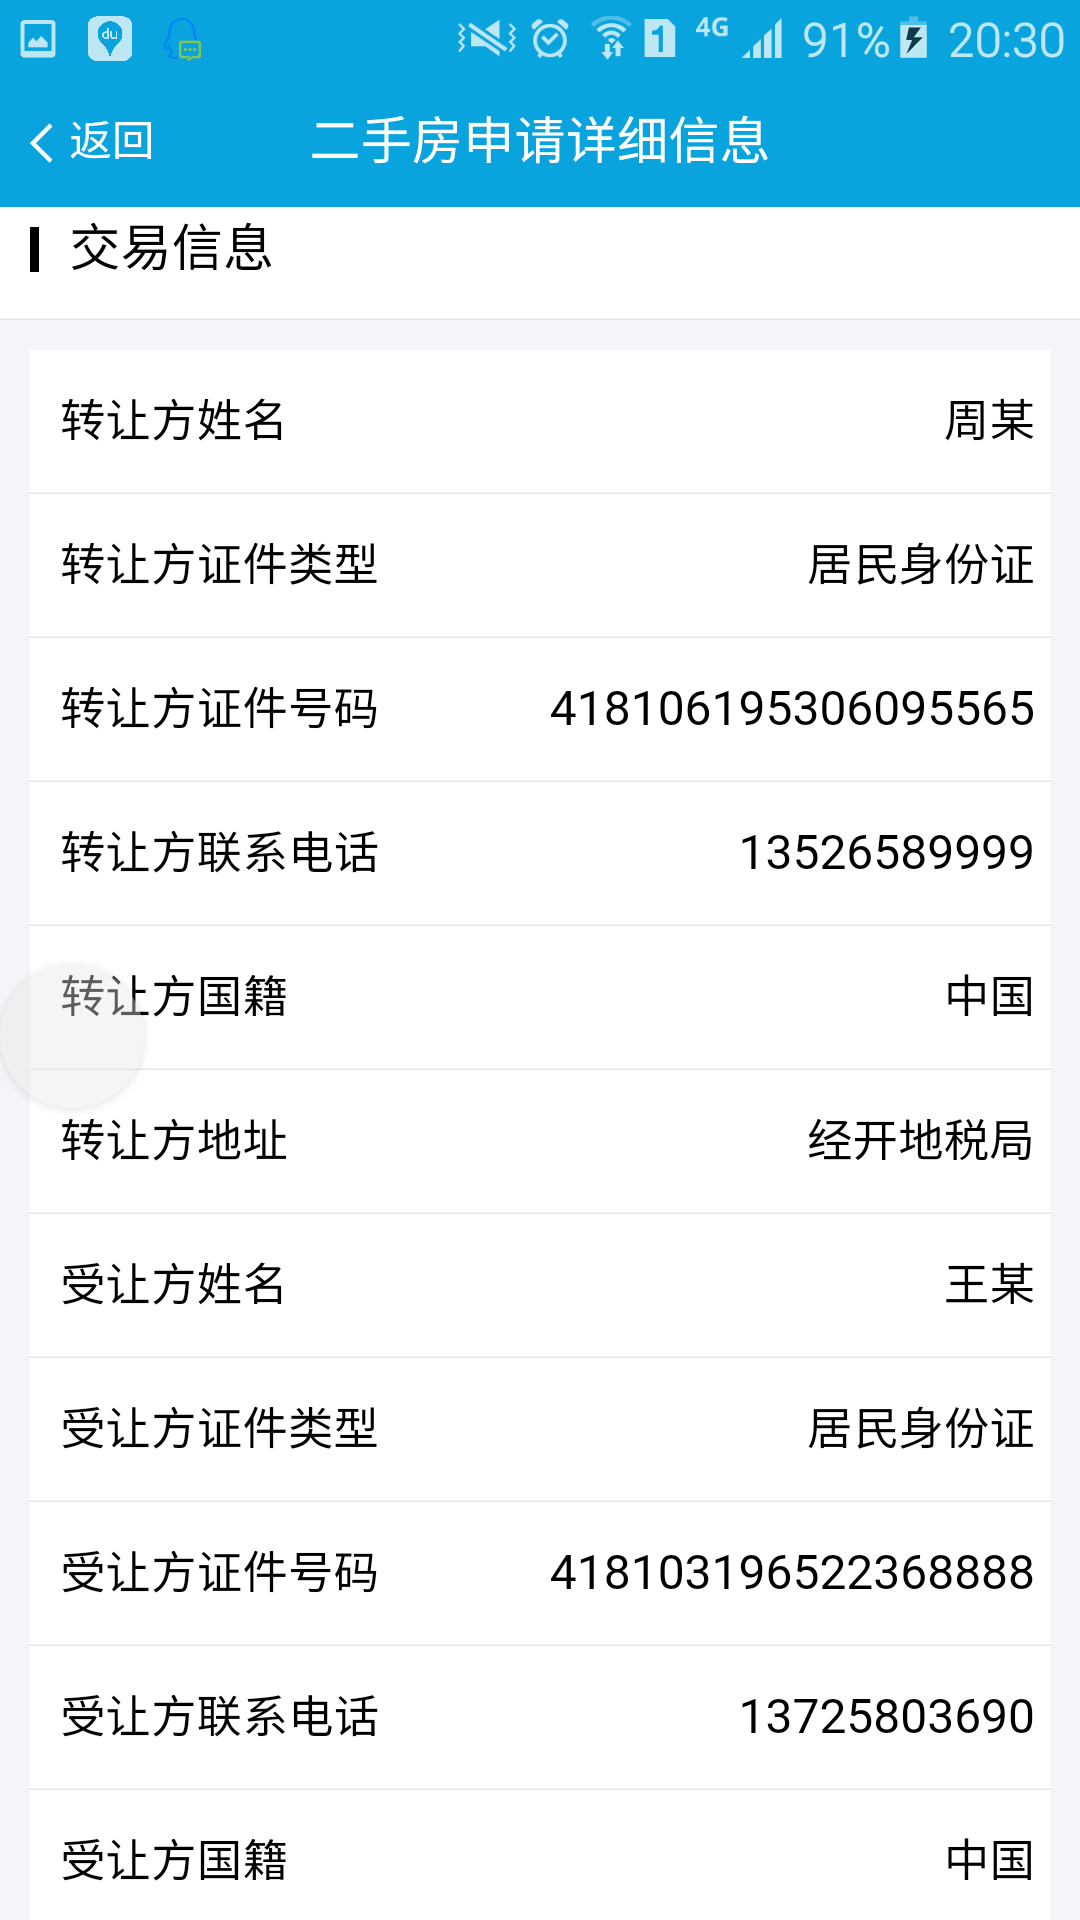 du 1 4G 91% 20:30
返回 二手房申请详细信息
交易信息
转让方姓名 周某
转让方证件类型 居民身份证
转让方证件号码 418106195306095565
转让方联系电话 13526589999
转让方国籍 中国
转让方地址 经开地税局
受让方姓名 王某
受让方证件类型 居民身份证
受让方证件号码 418103196522368888
受让方联系电话 13725803690
受让方国籍 中国